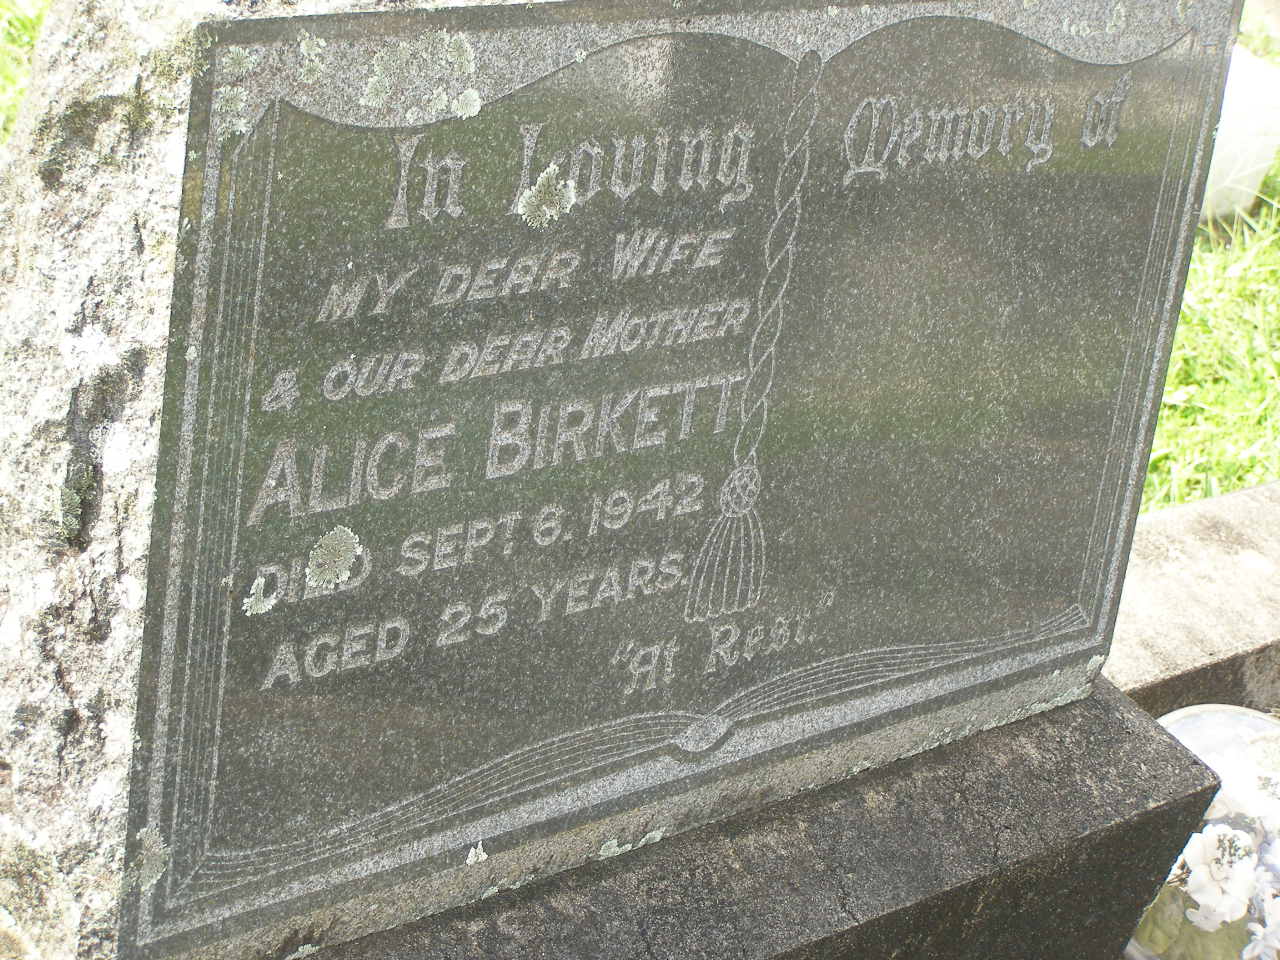 In Loving Memory of
MY DEAR WIFE
& OUR DEAR MOTHER
ALICE BIRKETT
DIED SEPT 6. 1942
AGED 25 YEARS.
"At Rest."